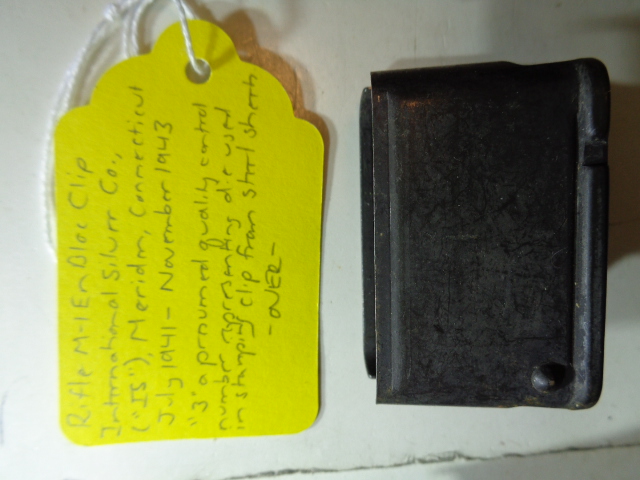 Rifle M-1 En Bloc Clip
International Silver Co.,
("IS"), Meriden, Connecticut
July 1941 - November 1943
"3" a presumed quality control
number representing die used
in stamping clip from steel sheets
- OVER -